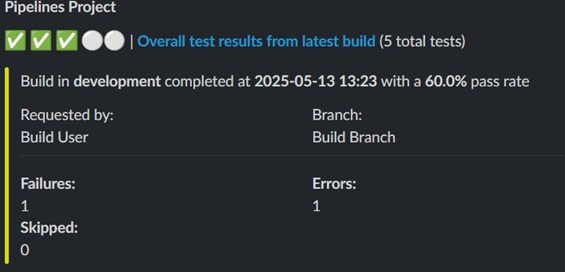 Pipelines Project
✅ ✅ ✅ ⚪⚪ | Overall test results from latest build (5 total tests)
Build in development completed at 2025-05-13 13:23 with a 60.0% pass rate
Requested by:
Branch:
Build User
Build Branch
Failures:
Errors:
1
1
Skipped:
0